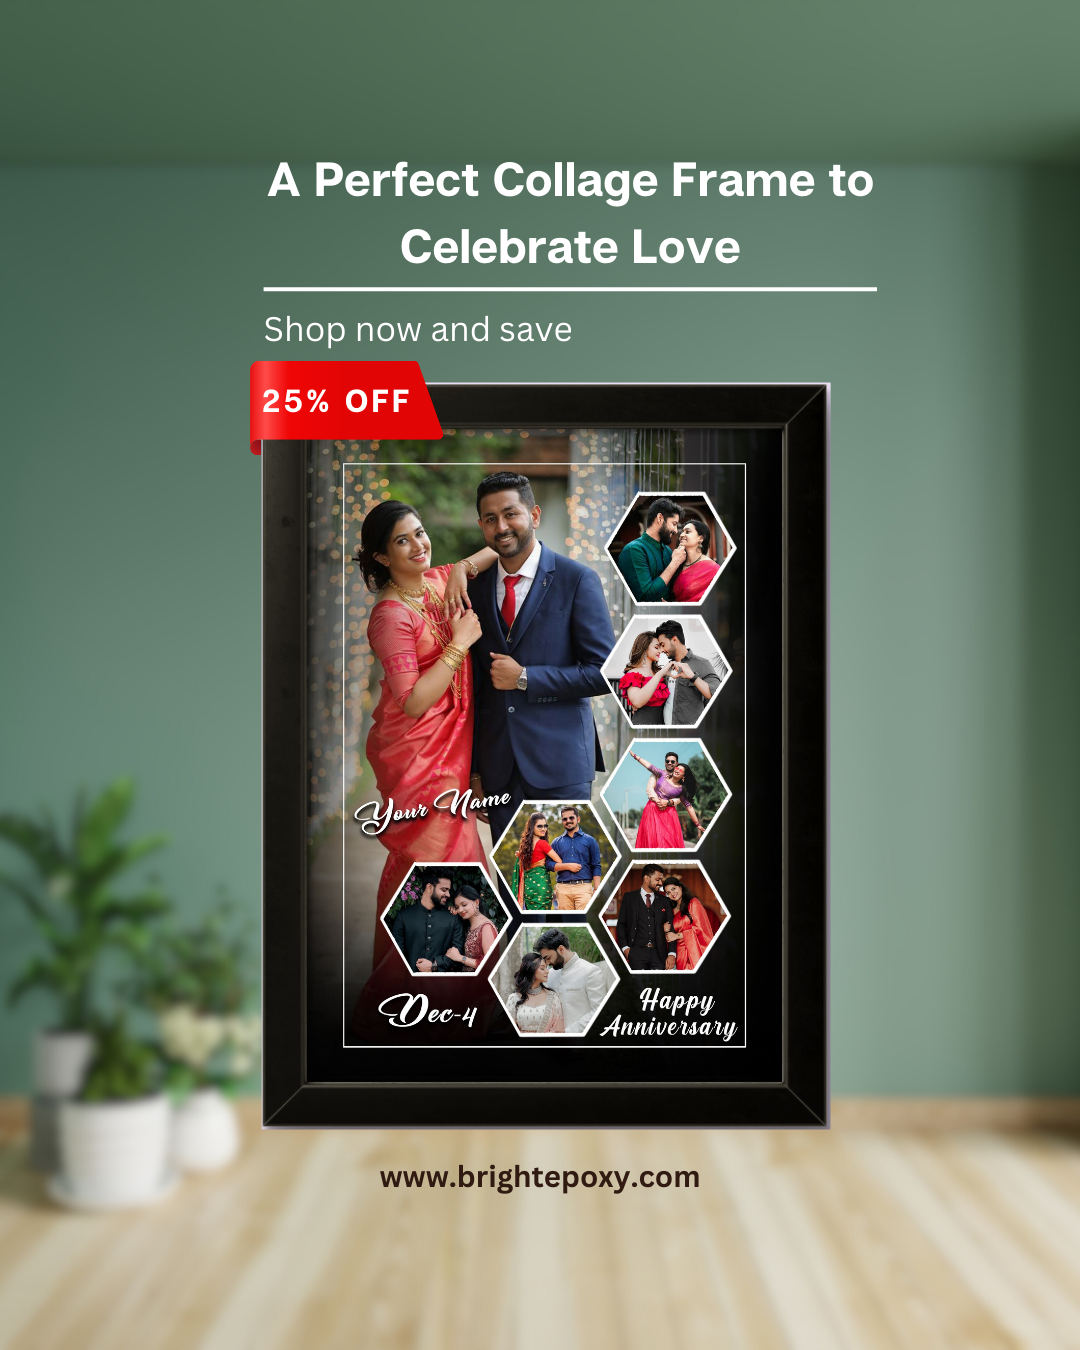 A Perfect Collage Frame to
Celebrate Love
Shop now and save
25% OFF
Your Name
Dec-4
Happy
Anniversary
www.brightepoxy.com